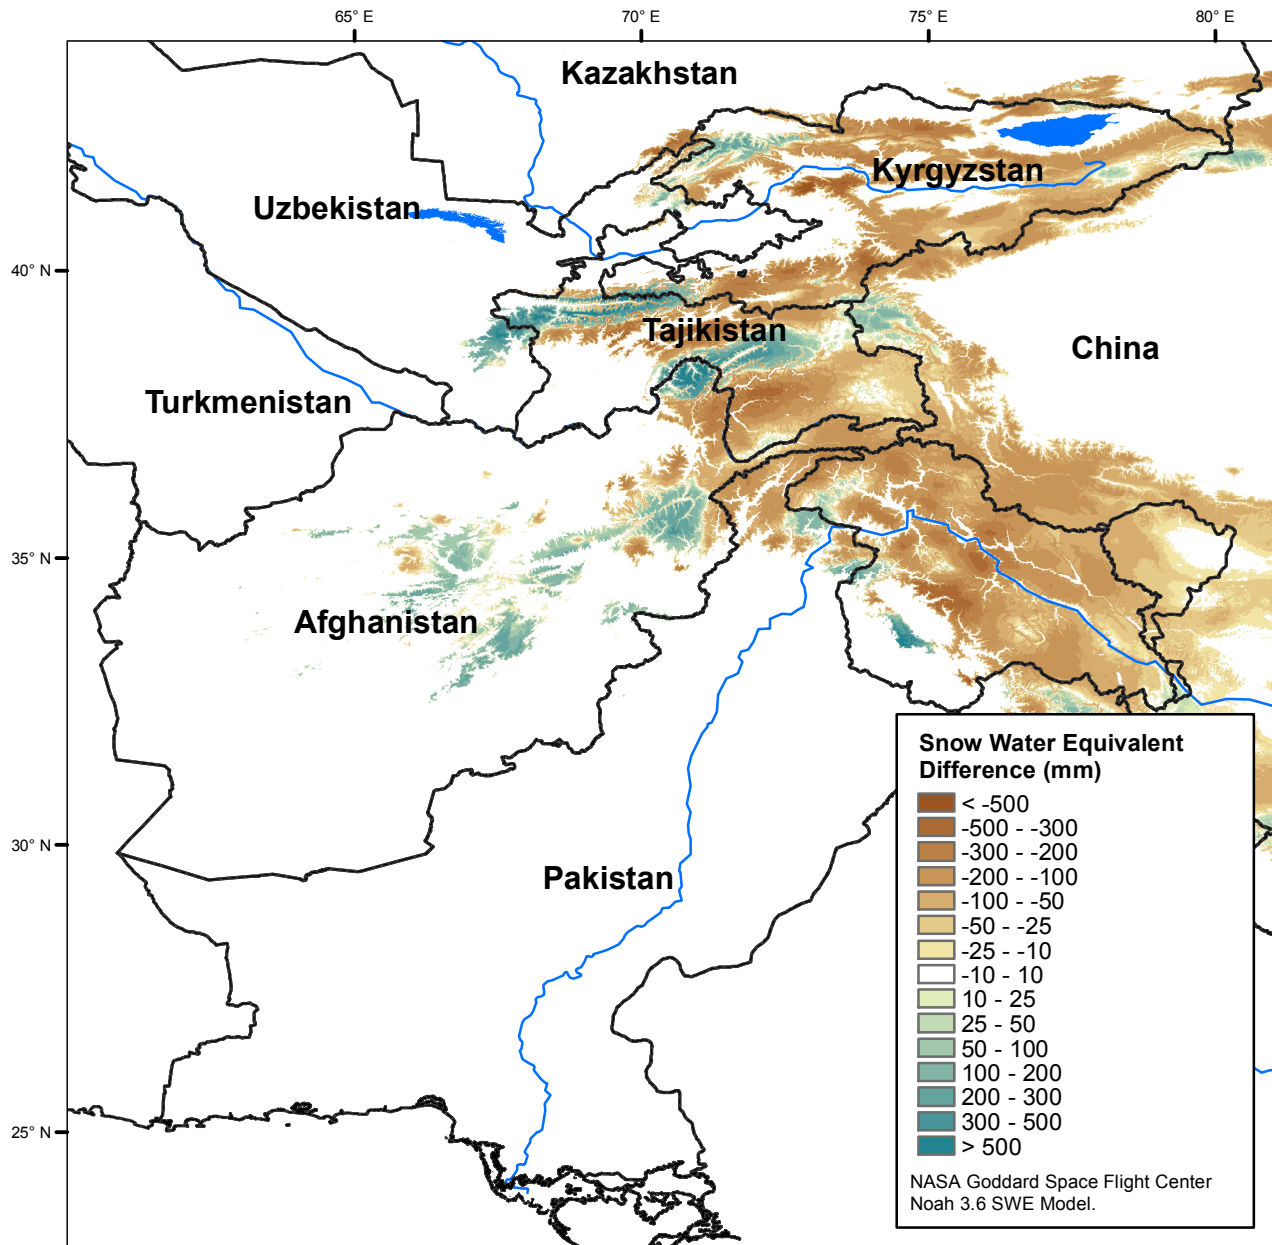 65° E
70° E
75° E
80° E
Kazakhstan
Kyrgyzstan
Uzbekistan
40° N
Tajikistan
China
Turkmenistan
35° N
Afghanistan
Snow Water Equivalent
Difference (mm)
< -500
-500 - -300
-300 - -200
-200 - -100
-100 - -50
-50 - -25
-25 - -10
-10 - 10
10 - 25
25 - 50
50 - 100
100 - 200
200 - 300
300 - 500
> 500
30° N
Pakistan
25° N
NASA Goddard Space Flight Center
Noah 3.6 SWE Model.